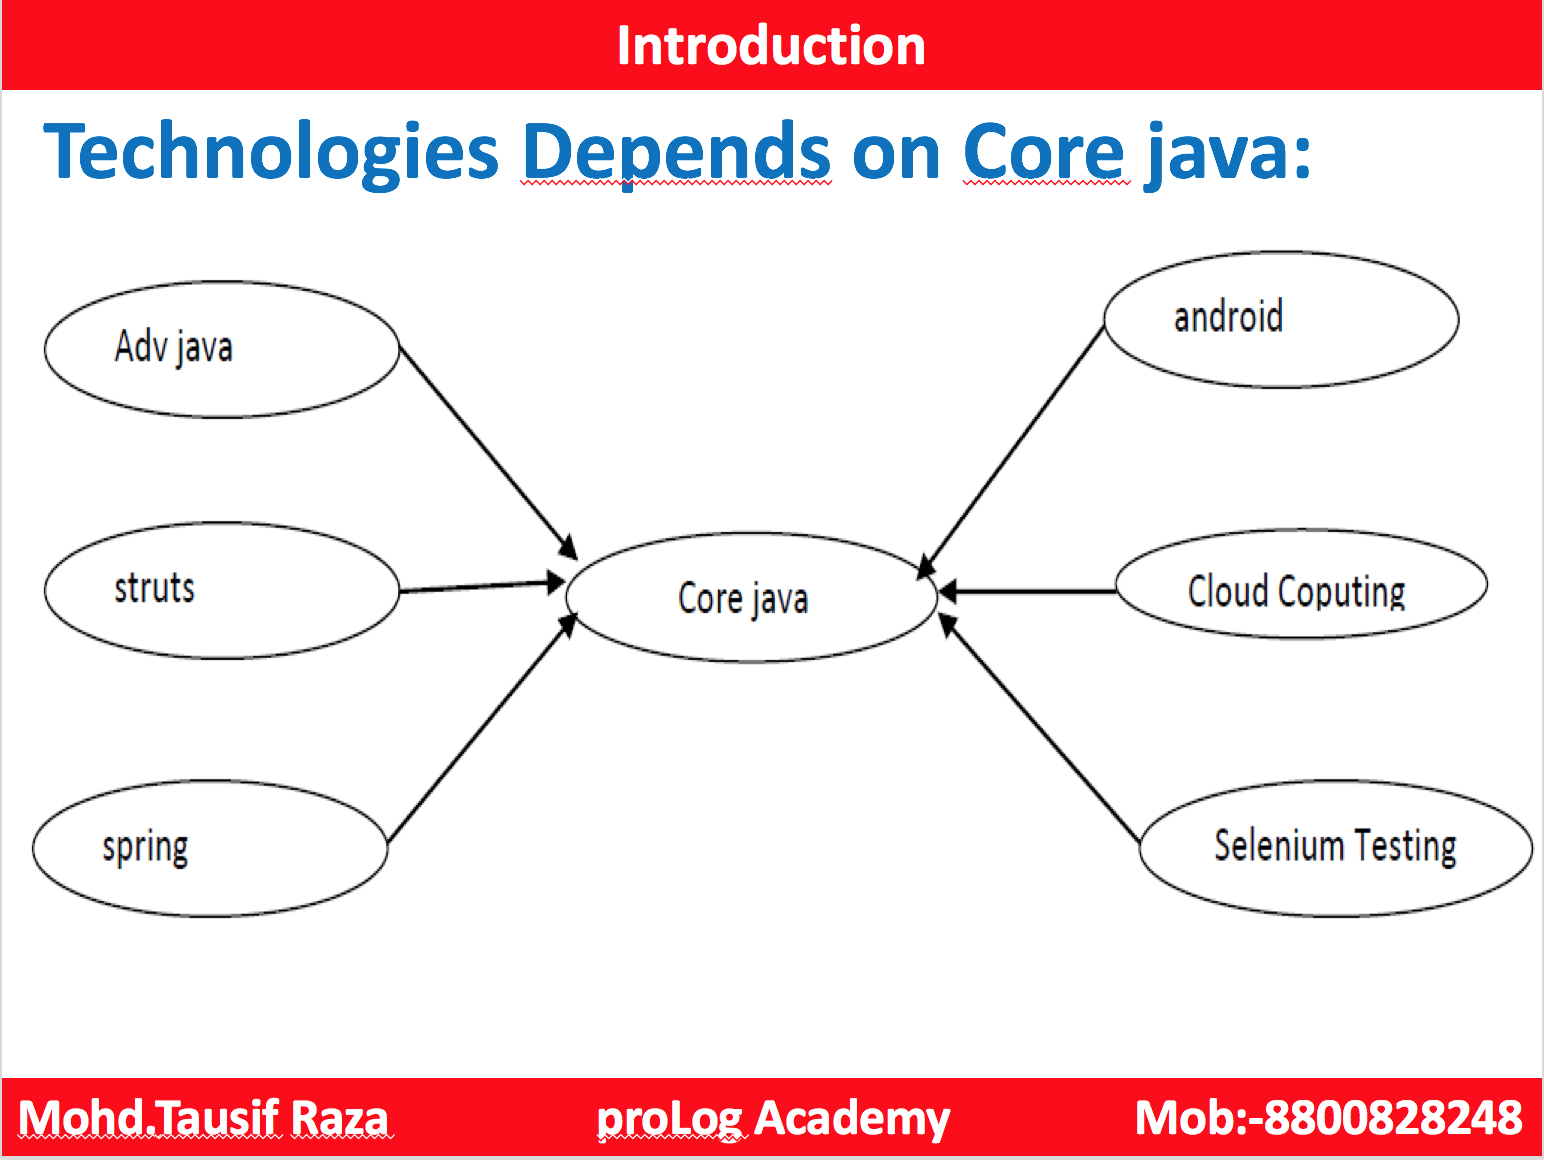 Introduction
Technologies Depends on Core java:
Adv java
android
struts
Core java
Cloud Coputing
spring
Selenium Testing
Mohd.Tausif Raza proLog Academy Mob:-8800828248